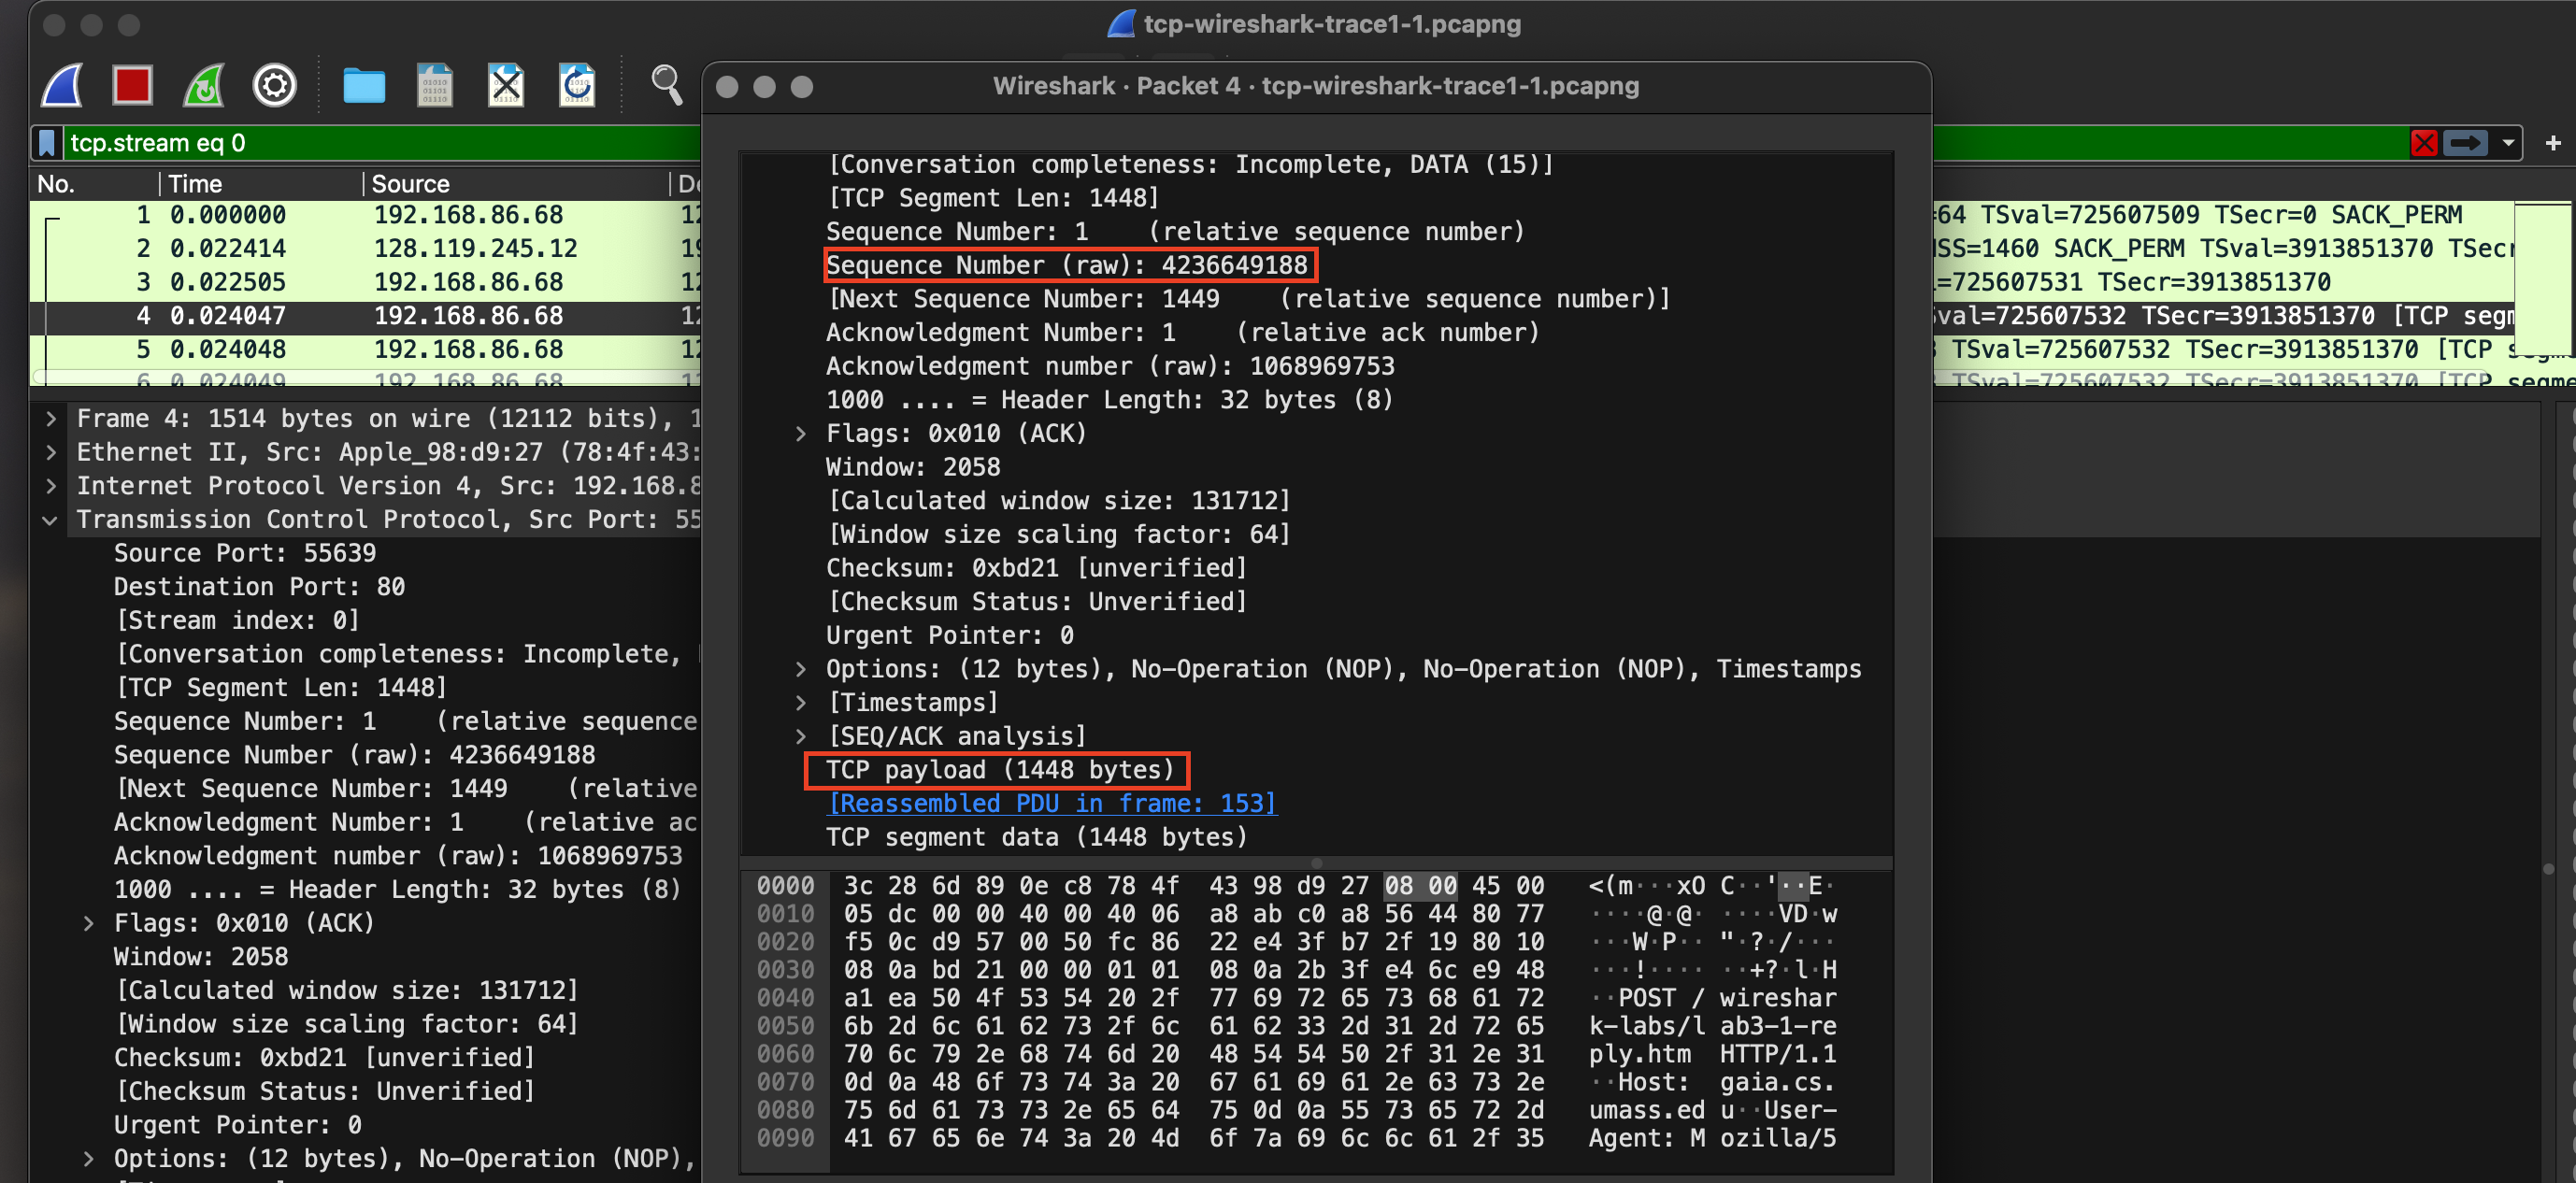 tcp-wireshark-trace1-1.pcapng
Wireshark · Packet 4 · tcp-wireshark-trace1-1.pcapng
tcp.stream eq 0
+
No. Time Source
1 0.000000 192.168.86.68
2 0.022414 128.119.245.12
3 0.022505 192.168.86.68
4 0.024047 192.168.86.68
5 0.024048 192.168.86.68
6 0.024049 192.168.86.68
=64 TSval=725607509 TSecr=0 SACK_PERM
MSS=1460 SACK_PERM TSval=3913851370 TSecr
l=725607531 TSecr=3913851370
Sval=725607532 TSecr=3913851370 [TCP segm
TSval=725607532 TSecr=3913851370 [TCP segm
TSval=725607532 TSecr=3913851370 [TCP segme
Frame 4: 1514 bytes on wire (12112 bits), 1
Ethernet II, Src: Apple_98:d9:27 (78:4f:43:
Internet Protocol Version 4, Src: 192.168.8
Transmission Control Protocol, Src Port: 55
Source Port: 55639
Destination Port: 80
[Stream index: 0]
[Conversation completeness: Incomplete,
[TCP Segment Len: 1448]
Sequence Number: 1 (relative sequence
Sequence Number (raw): 4236649188
[Next Sequence Number: 1449 (relative
Acknowledgment Number: 1 (relative ac
Acknowledgment number (raw): 1068969753
1000 .... = Header Length: 32 bytes (8)
Flags: 0x010 (ACK)
Window: 2058
[Calculated window size: 131712]
[Window size scaling factor: 64]
Checksum: 0xbd21 [unverified]
[Checksum Status: Unverified]
Urgent Pointer: 0
Options: (12 bytes), No-Operation (NOP),
[Conversation completeness: Incomplete, DATA (15)]
[TCP Segment Len: 1448]
Sequence Number: 1 (relative sequence number)
Sequence Number (raw): 4236649188
[Next Sequence Number: 1449 (relative sequence number)]
Acknowledgment Number: 1 (relative ack number)
Acknowledgment number (raw): 1068969753
1000 .... = Header Length: 32 bytes (8)
Flags: 0x010 (ACK)
Window: 2058
[Calculated window size: 131712]
[Window size scaling factor: 64]
Checksum: 0xbd21 [unverified]
[Checksum Status: Unverified]
Urgent Pointer: 0
Options: (12 bytes), No-Operation (NOP), No-Operation (NOP), Timestamps
[Timestamps]
[SEQ/ACK analysis]
TCP payload (1448 bytes)
[Reassembled PDU in frame: 153]
TCP segment data (1448 bytes)
0000 3c 28 6d 89 0e c8 78 4f 43 98 d9 27 08 00 45 00 <(m···xO C··'··E·
0010 05 dc 00 00 40 00 40 06 a8 ab c0 a8 56 44 80 77 ····@·@· ····VD·w
0020 f5 0c d9 57 00 50 fc 86 22 e4 3f b7 2f 19 80 10 ···W·P·· "·?·/···
0030 08 0a bd 21 00 00 01 01 08 0a 2b 3f e4 6c e9 48 ···!···· ··+?·l·H
0040 a1 ea 50 4f 53 54 20 2f 77 69 72 65 73 68 61 72 ··POST / wireshar
0050 6b 2d 6c 61 62 73 2f 6c 61 62 33 2d 31 2d 72 65 k-labs/l ab3-1-re
0060 70 6c 79 2e 68 74 6d 20 48 54 54 50 2f 31 2e 31 ply.htm HTTP/1.1
0070 0d 0a 48 6f 73 74 3a 20 67 61 69 61 2e 63 73 2e ··Host: gaia.cs.
0080 75 6d 61 73 73 2e 65 64 75 0d 0a 55 73 65 72 2d umass.ed u··User-
0090 41 67 65 6e 74 3a 20 4d 6f 7a 69 6c 6c 61 2f 35 Agent: M ozilla/5